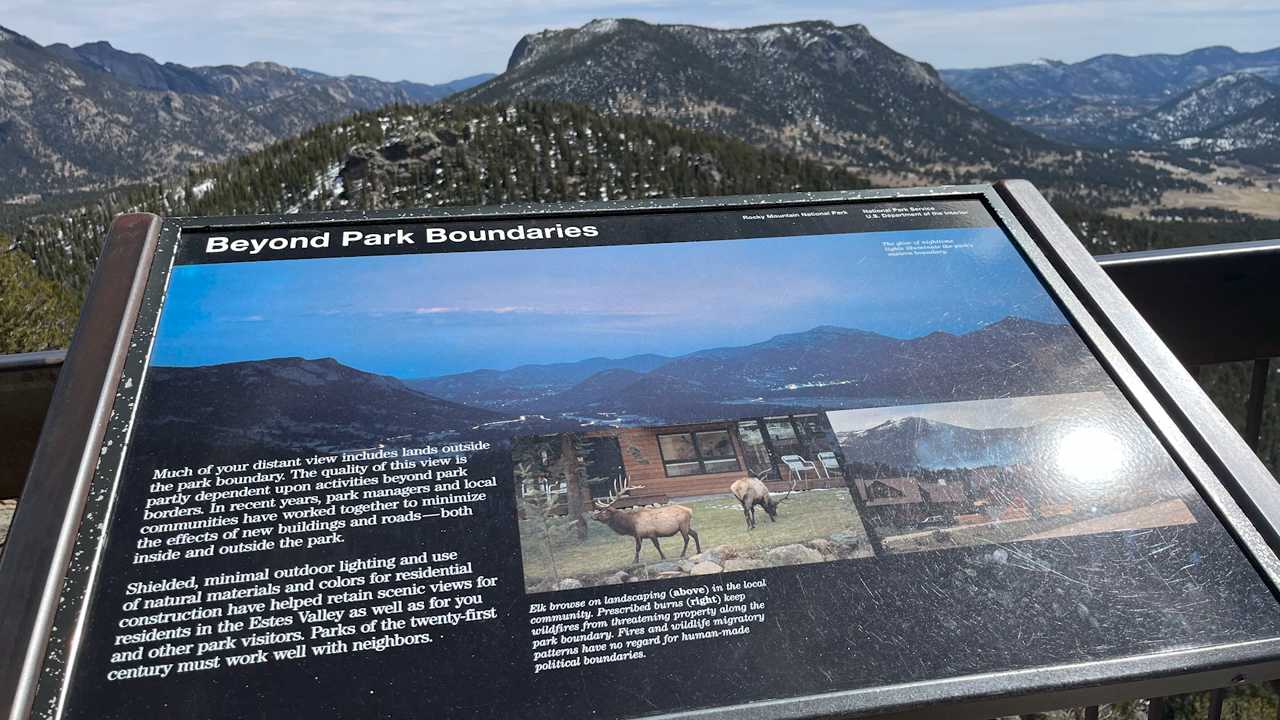 Beyond Park Boundaries
Rocky Mountain National Park
National Park Service
U.S. Department of the Interior
The glow of nighttime
lights illuminate the park's
eastern boundary.
Much of your distant view includes lands outside
the park boundary. The quality of this view is
partly dependent upon activities beyond park
borders. In recent years, park managers and local
communities have worked together to minimize
the effects of new buildings and roads—both
inside and outside the park.
Shielded, minimal outdoor lighting and use
of natural materials and colors for residential
construction have helped retain scenic views for
residents in the Estes Valley as well as for you
and other park visitors. Parks of the twenty-first
century must work well with neighbors.
Elk browse on landscaping (above) in the local
community. Prescribed burns (right) keep
wildfires from threatening property along the
park boundary. Fires and wildlife migratory
patterns have no regard for human-made
political boundaries.